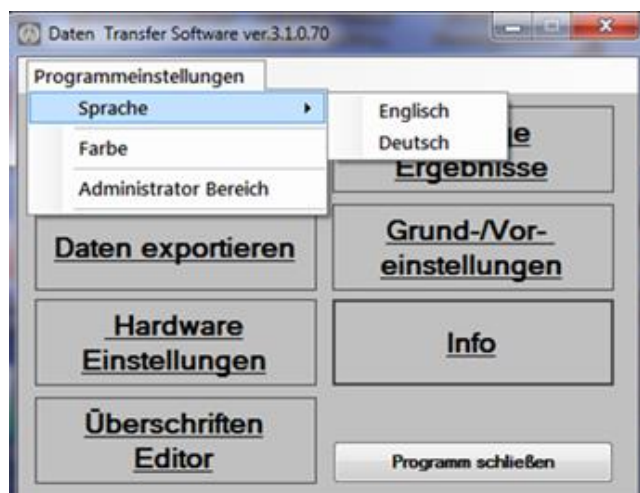 Daten Transfer Software ver.3.1.0.70
Programmeinstellungen
Sprache
Englisch
Deutsch
Farbe
Administrator Bereich
Ergebnisse
Daten exportieren
Grund-/Vor-
einstellungen
Hardware
Einstellungen
Info
Überschriften
Editor
Programm schließen